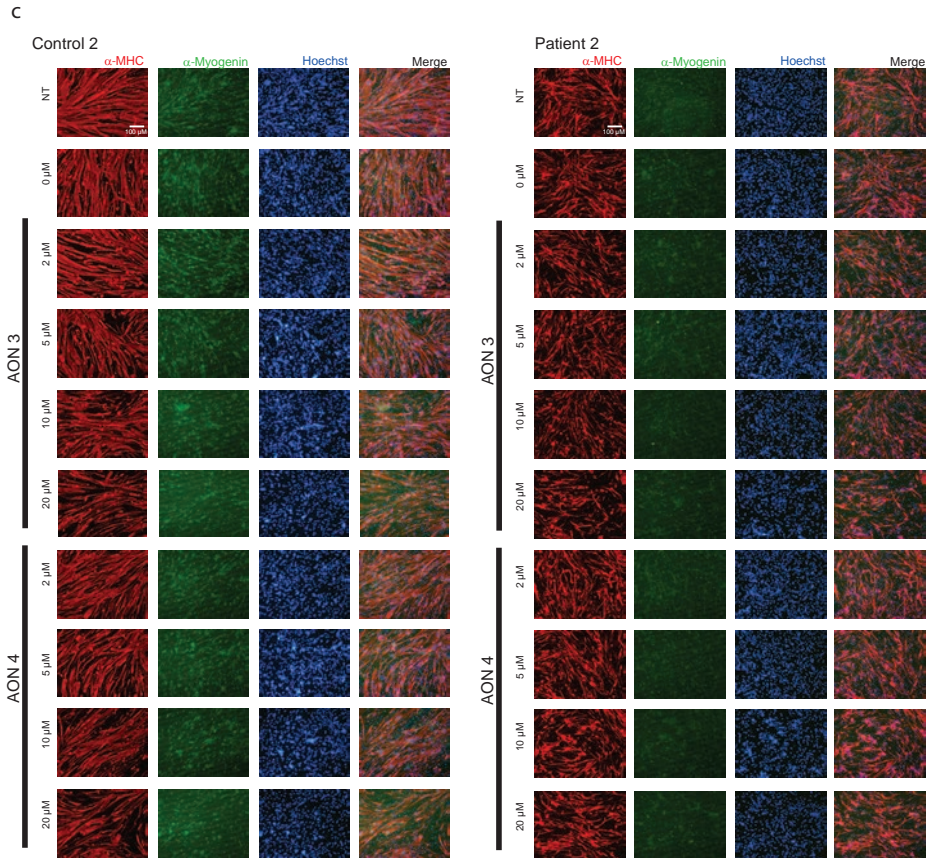 C
Control 2
α-MHC α-Myogenin Hoechst Merge
NT
100 µM
0 µM
AON 3
2 µM
5 µM
10 µM
20 µM
AON 4
2 µM
5 µM
10 µM
20 µM
Patient 2
α-MHC α-Myogenin Hoechst Merge
NT
100 µM
0 µM
AON 3
2 µM
5 µM
10 µM
20 µM
AON 4
2 µM
5 µM
10 µM
20 µM